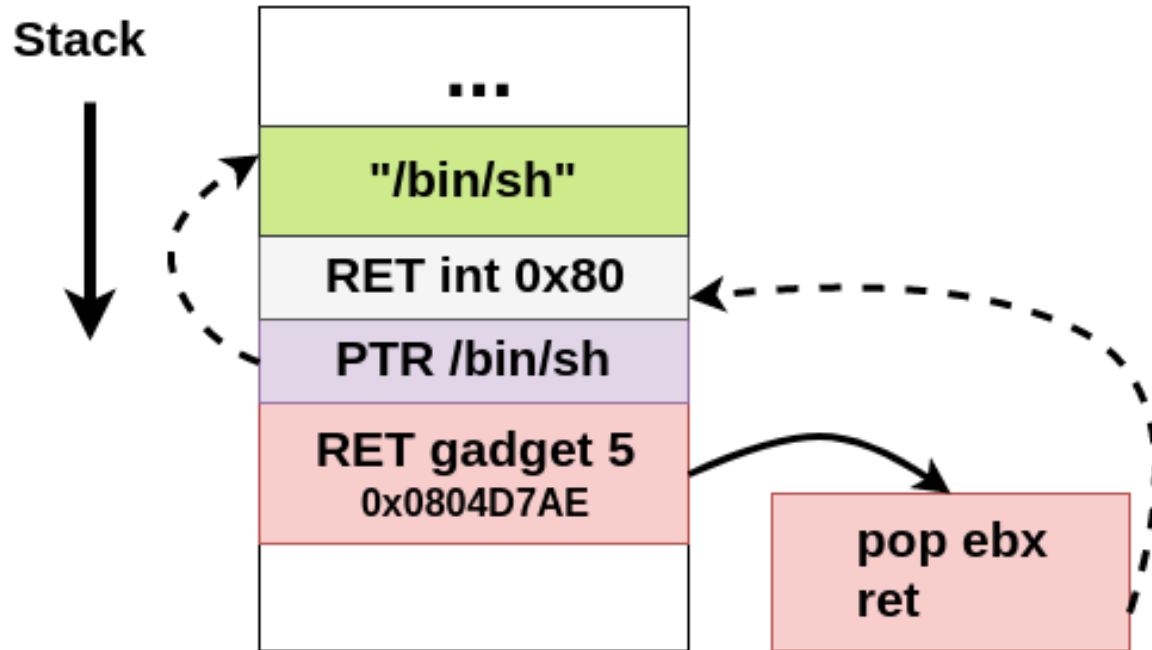 Stack
...
"/bin/sh"
RET int 0x80
PTR /bin/sh
RET gadget 5
0x0804D7AE
pop ebx
ret